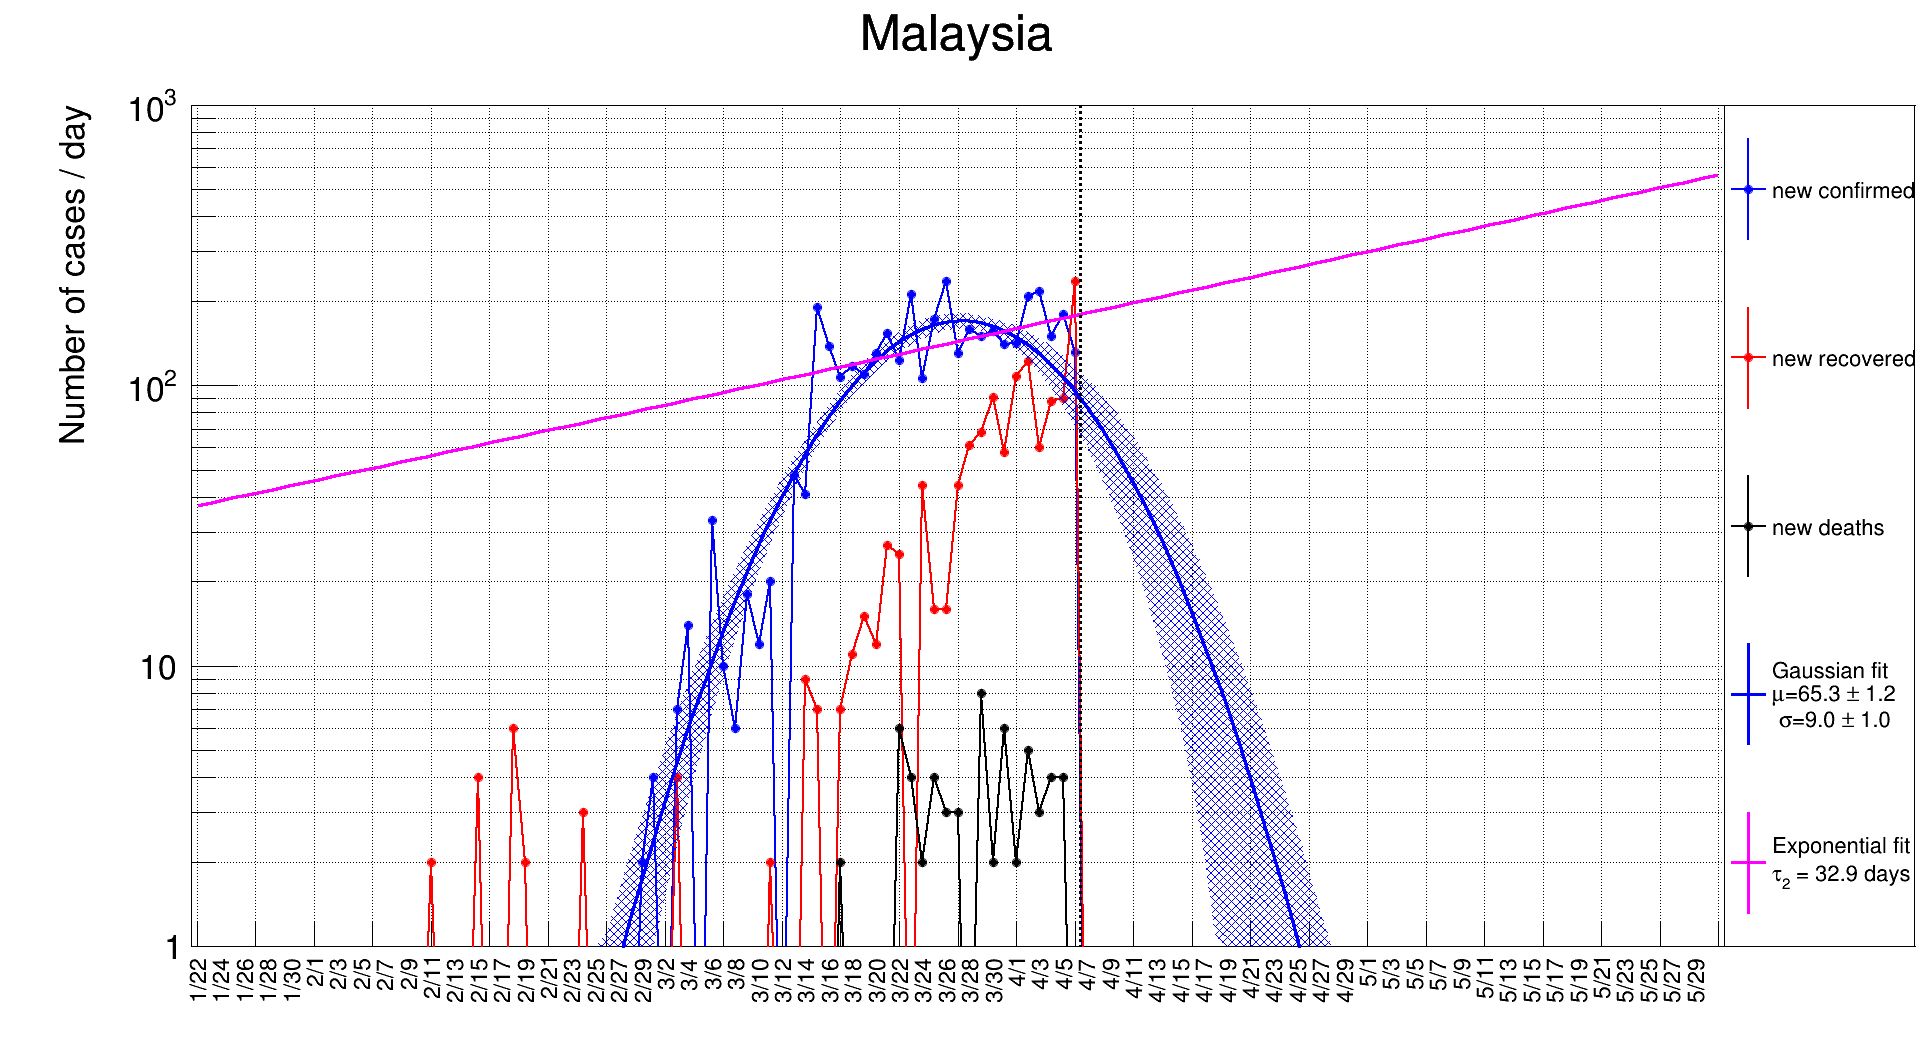 Malaysia
Number of cases / day
10³
10²
10
1
1/22 1/24 1/26 1/28 1/30 2/1 2/3 2/5 2/7 2/9 2/11 2/13 2/15 2/17 2/19 2/21 2/23 2/25 2/27 2/29 3/2 3/4 3/6 3/8 3/10 3/12 3/14 3/16 3/18 3/20 3/22 3/24 3/26 3/28 3/30 4/1 4/3 4/5 4/7 4/9 4/11 4/13 4/15 4/17 4/19 4/21 4/23 4/25 4/27 4/29 5/1 5/3 5/5 5/7 5/9 5/11 5/13 5/15 5/17 5/19 5/21 5/23 5/25 5/27 5/29
new confirmed
new recovered
new deaths
Gaussian fit
μ=65.3 ± 1.2
σ=9.0 ± 1.0
Exponential fit
τ₂ = 32.9 days